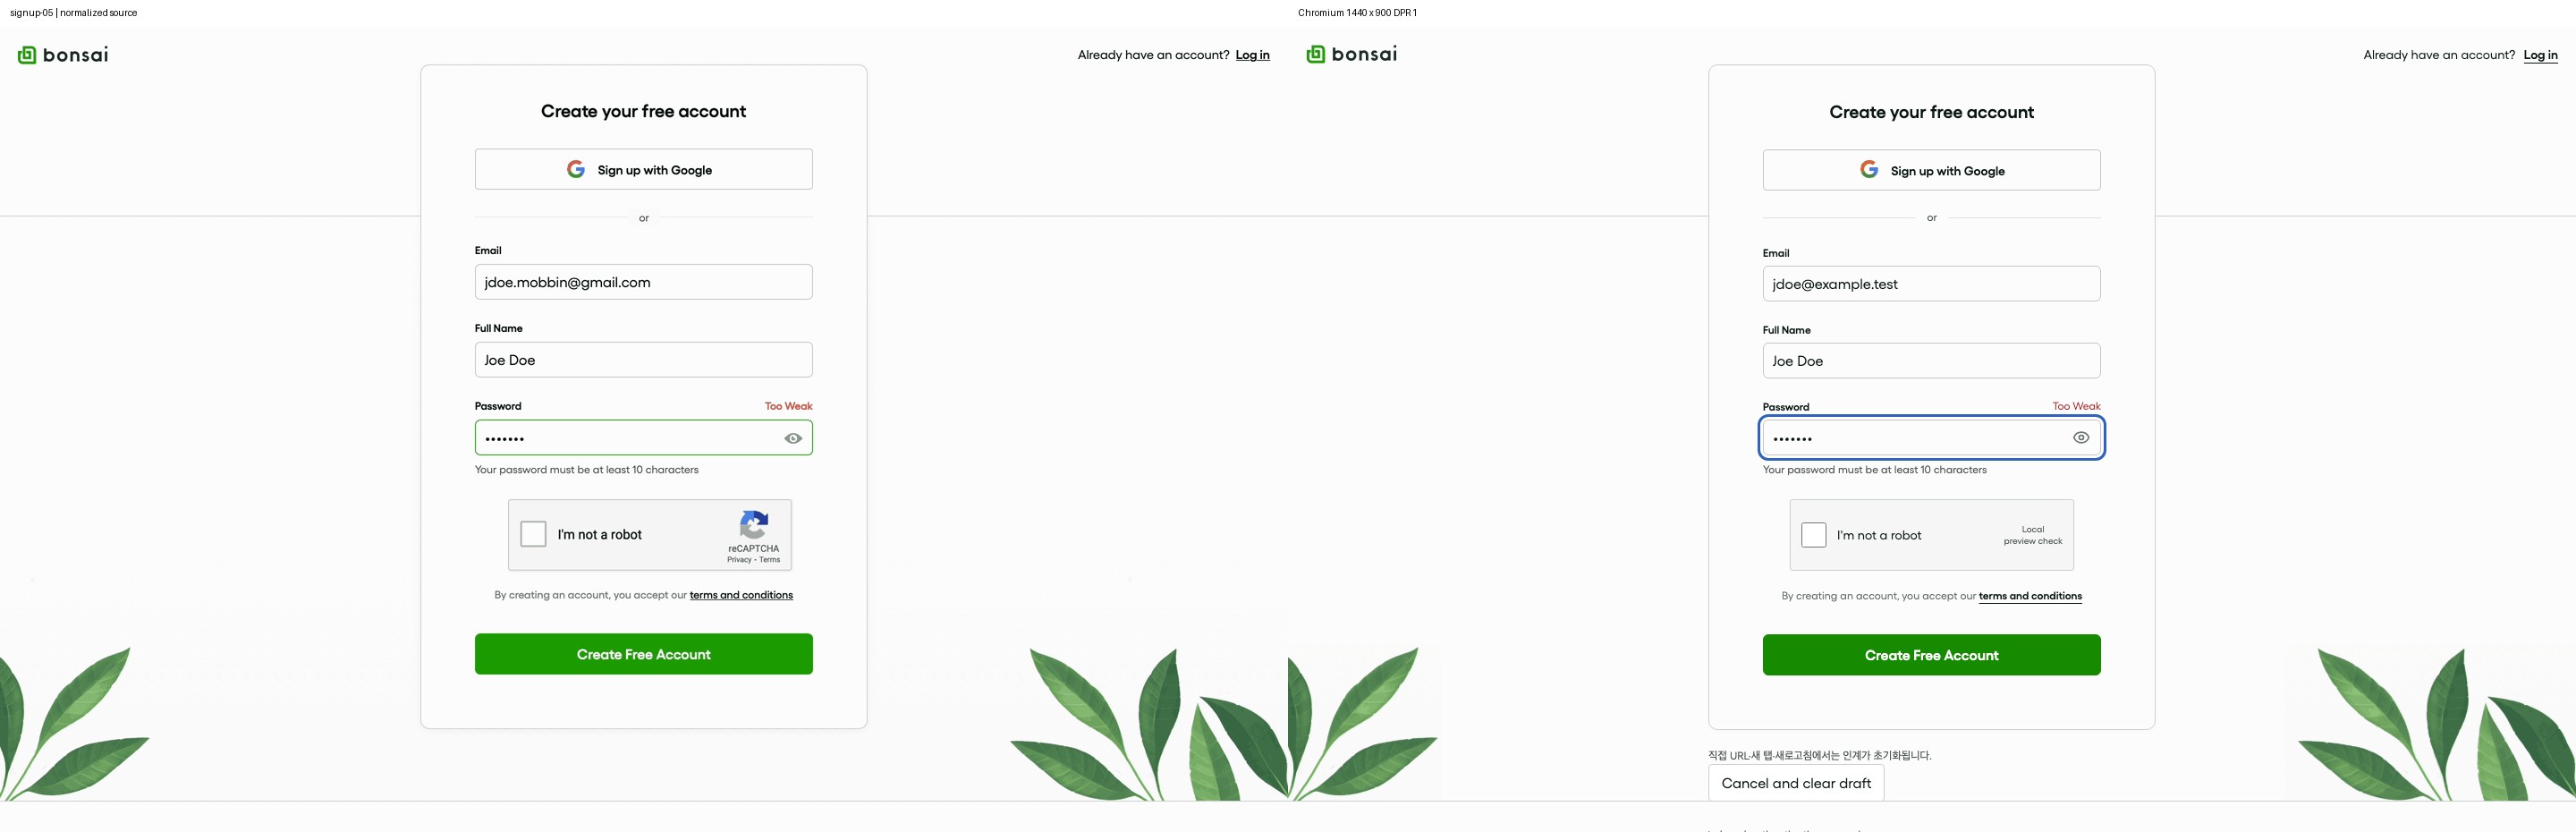 signup-05 | normalized source
bonsai
Already have an account? Log in
Create your free account
Sign up with Google
or
Email
jdoe.mobbin@gmail.com
Full Name
Joe Doe
Password
Too Weak
•••••••
Your password must be at least 10 characters
I'm not a robot
reCAPTCHA
Privacy - Terms
By creating an account, you accept our terms and conditions
Create Free Account
Chromium 1440 x 900 DPR 1
bonsai
Already have an account? Log in
Create your free account
Sign up with Google
or
Email
jdoe@example.test
Full Name
Joe Doe
Password
Too Weak
•••••••
Your password must be at least 10 characters
I'm not a robot
Local
preview check
By creating an account, you accept our terms and conditions
Create Free Account
직접 URL·새 탭·새로고침에서는 인계가 초기화됩니다.
Cancel and clear draft